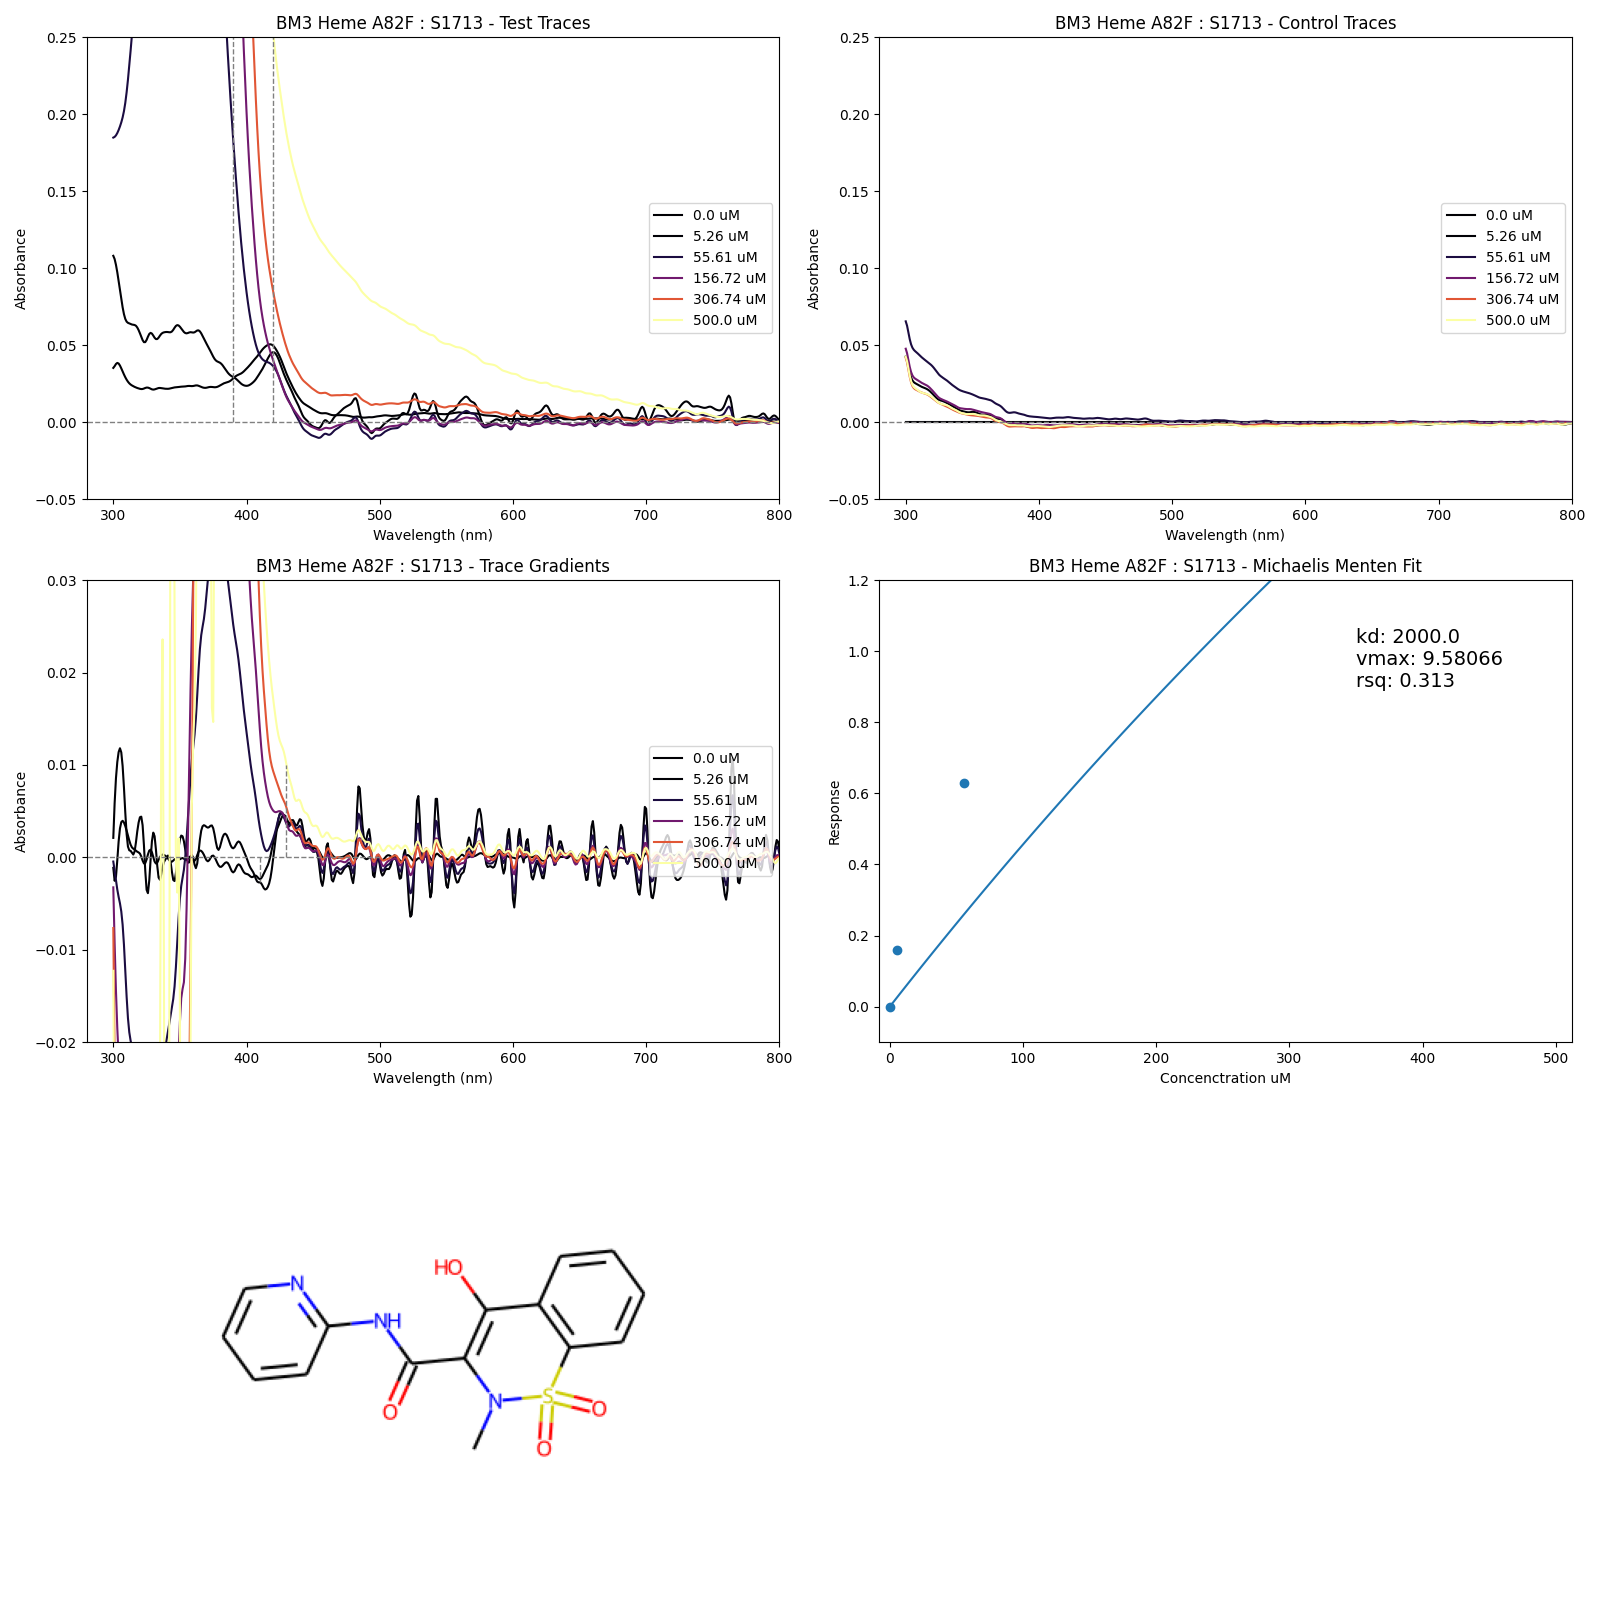 BM3 Heme A82F : S1713 - Test Traces
0.25
0.20
0.15
0.10
0.05
0.00
−0.05
Absorbance
300
400
500
600
700
800
Wavelength (nm)
0.0 uM
5.26 uM
55.61 uM
156.72 uM
306.74 uM
500.0 uM
BM3 Heme A82F : S1713 - Control Traces
0.25
0.20
0.15
0.10
0.05
0.00
−0.05
Absorbance
300
400
500
600
700
800
Wavelength (nm)
0.0 uM
5.26 uM
55.61 uM
156.72 uM
306.74 uM
500.0 uM
BM3 Heme A82F : S1713 - Trace Gradients
0.03
0.02
0.01
0.00
−0.01
−0.02
Absorbance
300
400
500
600
700
800
Wavelength (nm)
0.0 uM
5.26 uM
55.61 uM
156.72 uM
306.74 uM
500.0 uM
BM3 Heme A82F : S1713 - Michaelis Menten Fit
1.2
1.0
0.8
0.6
0.4
0.2
0.0
Response
0
100
200
300
400
500
Concenctration uM
kd: 2000.0
vmax: 9.58066
rsq: 0.313
HO
N
NH
O
N
S
O
O